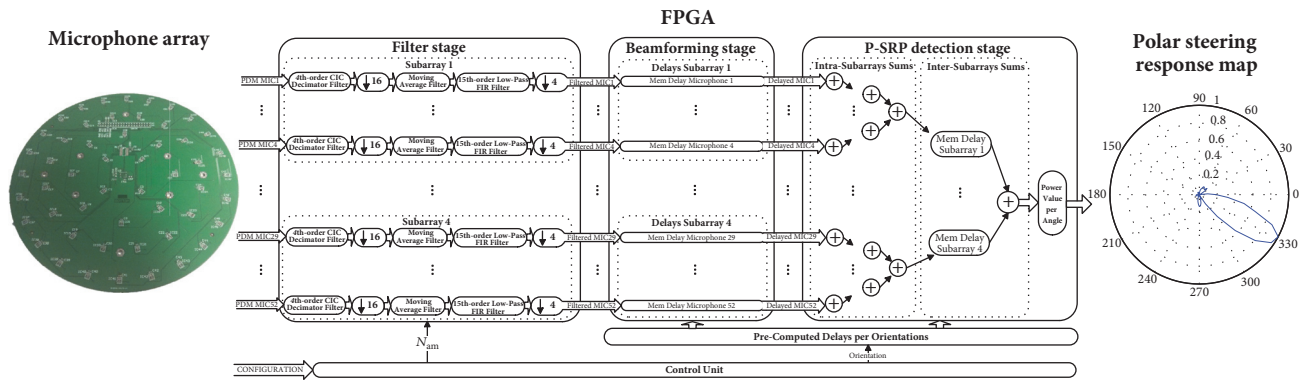 FPGA
Microphone array
Filter stage
Beamforming stage
P-SRP detection stage
Polar steering
response map
Subarray 1
Delays Subarray 1
Intra-Subarrays Sums
Inter-Subarrays Sums
PDM MIC1
4th-order CIC
Decimator Filter
16
Moving
Average Filter
15th-order Low-Pass
FIR Filter
4
Filtered MIC1
Mem Delay Microphone 1
Delayed MIC1
PDM MIC4
4th-order CIC
Decimator Filter
16
Moving
Average Filter
15th-order Low-Pass
FIR Filter
4
Filtered MIC4
Mem Delay Microphone 4
Delayed MIC4
Mem Delay
Subarray 1
Subarray 4
Delays Subarray 4
PDM MIC29
4th-order CIC
Decimator Filter
16
Moving
Average Filter
15th-order Low-Pass
FIR Filter
4
Filtered MIC29
Mem Delay Microphone 29
Delayed MIC29
Mem Delay
Subarray 4
Power
Value
per
Angle
PDM MIC52
4th-order CIC
Decimator Filter
16
Moving
Average Filter
15th-order Low-Pass
FIR Filter
4
Filtered MIC52
Mem Delay Microphone 52
Delayed MIC52
90
1
120
60
0.8
0.6
150
0.4
30
0.2
180
0
210
330
240
300
270
Nam
Pre-Computed Delays per Orientations
Orientation
CONFIGURATION
Control Unit